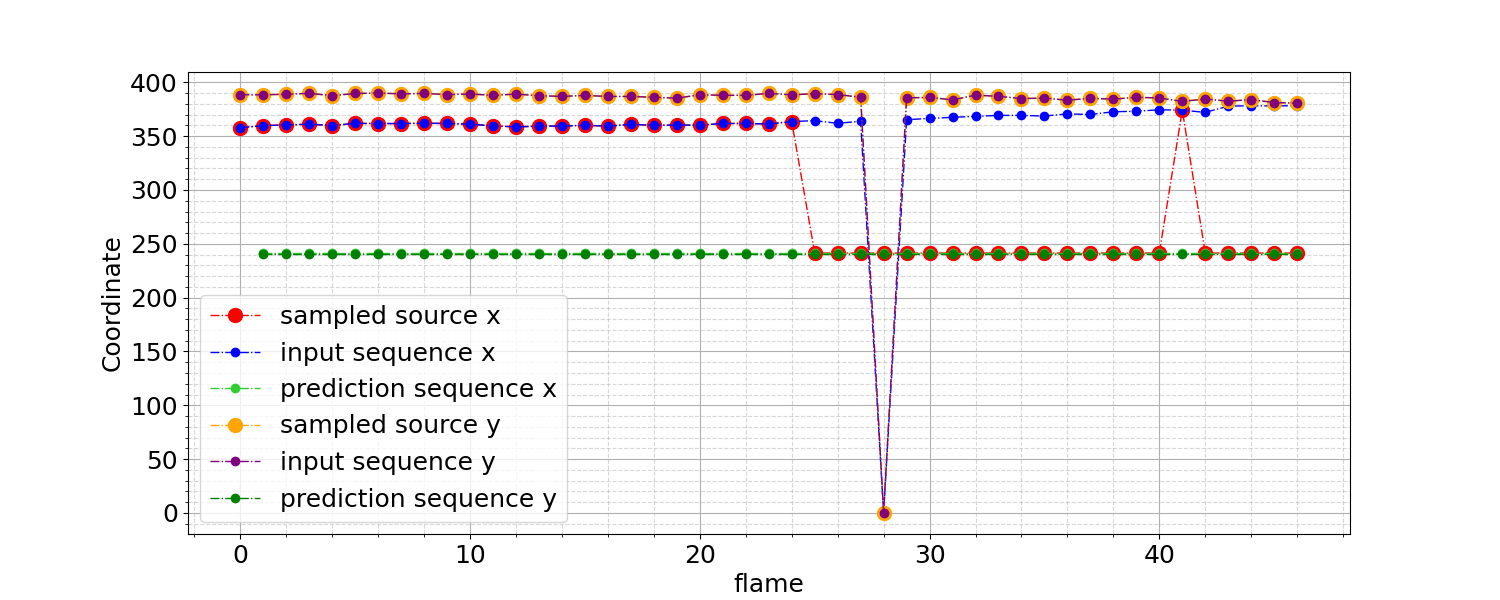 400
350
300
250
200
150
100
50
0
Coordinate
sampled source x
input sequence x
prediction sequence x
sampled source y
input sequence y
prediction sequence y
0 10 20 30 40
flame